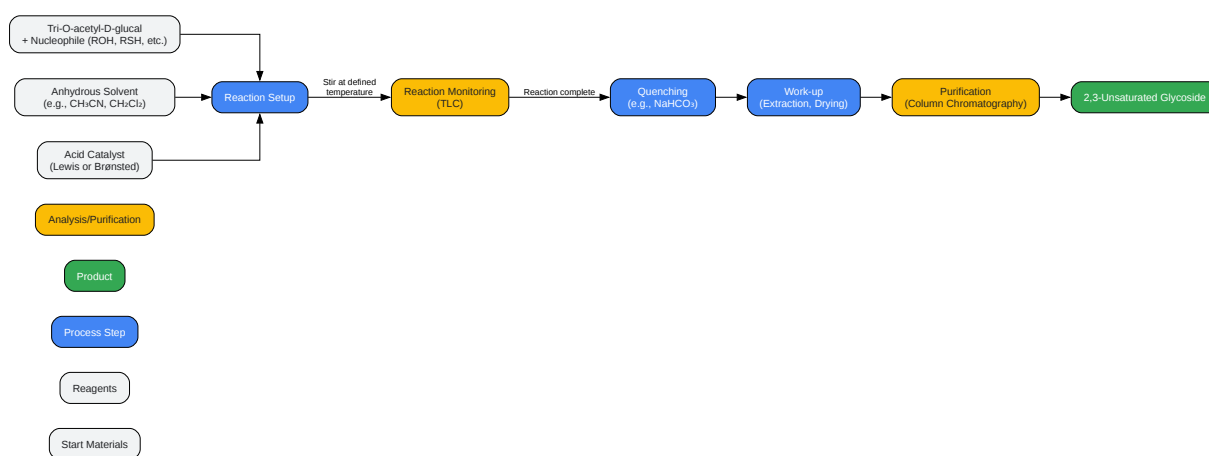 Tri-O-acetyl-D-glucal
+ Nucleophile (ROH, RSH, etc.)
Anhydrous Solvent
(e.g., CH₃CN, CH₂Cl₂)
Acid Catalyst
(Lewis or Brønsted)
Reaction Setup
Stir at defined
temperature
Reaction Monitoring
(TLC)
Reaction complete
Quenching
(e.g., NaHCO₃)
Work-up
(Extraction, Drying)
Purification
(Column Chromatography)
2,3-Unsaturated Glycoside
Analysis/Purification
Product
Process Step
Reagents
Start Materials